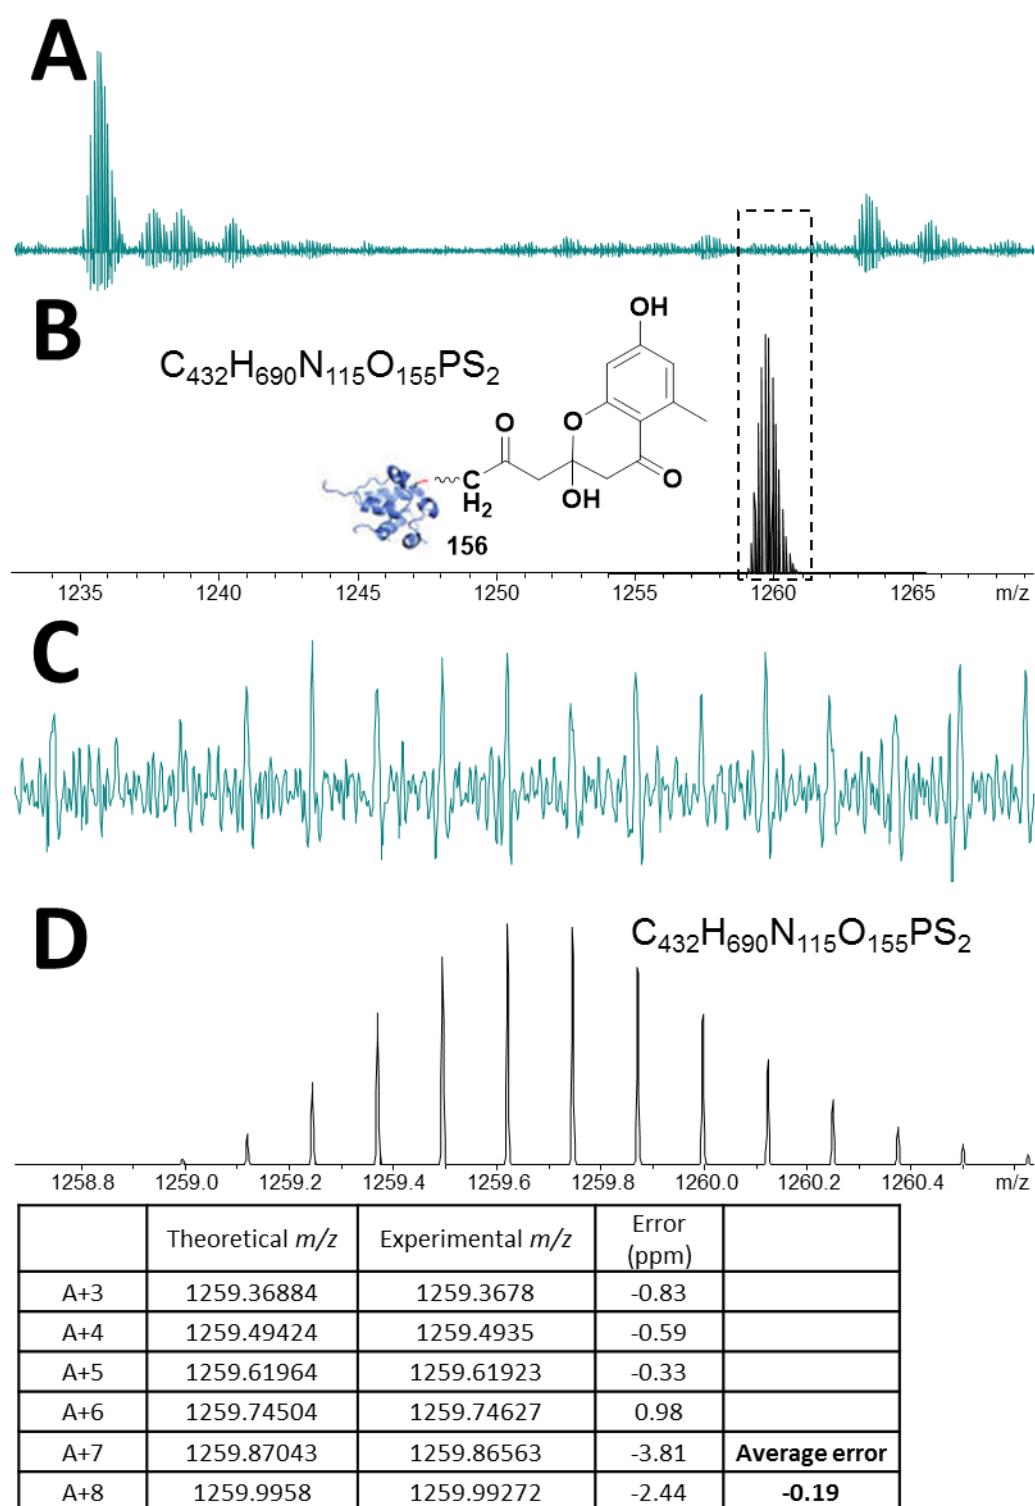 A
B
C₄₃₂H₆₉₀N₁₁₅O₁₅₅PS₂
OH
O
O
C
H₂
OH
O
156
1235 1240 1245 1250 1255 1260 1265 m/z
C
D
C₄₃₂H₆₉₀N₁₁₅O₁₅₅PS₂
1258.8 1259.0 1259.2 1259.4 1259.6 1259.8 1260.0 1260.2 1260.4 m/z
Theoretical m/z Experimental m/z Error (ppm)
A+3 1259.36884 1259.3678 -0.83
A+4 1259.49424 1259.4935 -0.59
A+5 1259.61964 1259.61923 -0.33
A+6 1259.74504 1259.74627 0.98
A+7 1259.87043 1259.86563 -3.81 Average error
A+8 1259.9958 1259.99272 -2.44 -0.19